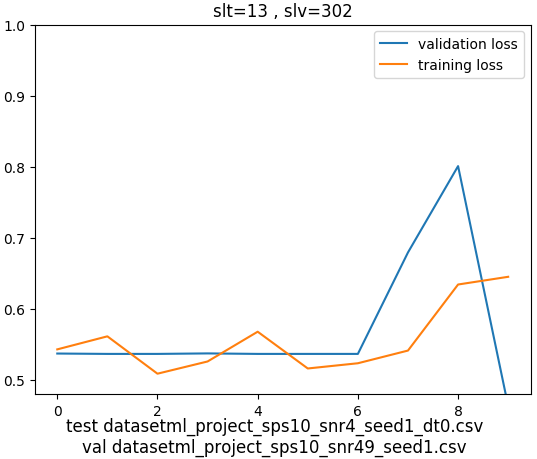 slt=13 , slv=302
1.0
validation loss
training loss
0.9
0.8
0.7
0.6
0.5
0 2 4 6 8
test datasetml_project_sps10_snr4_seed1_dt0.csv
val datasetml_project_sps10_snr49_seed1.csv